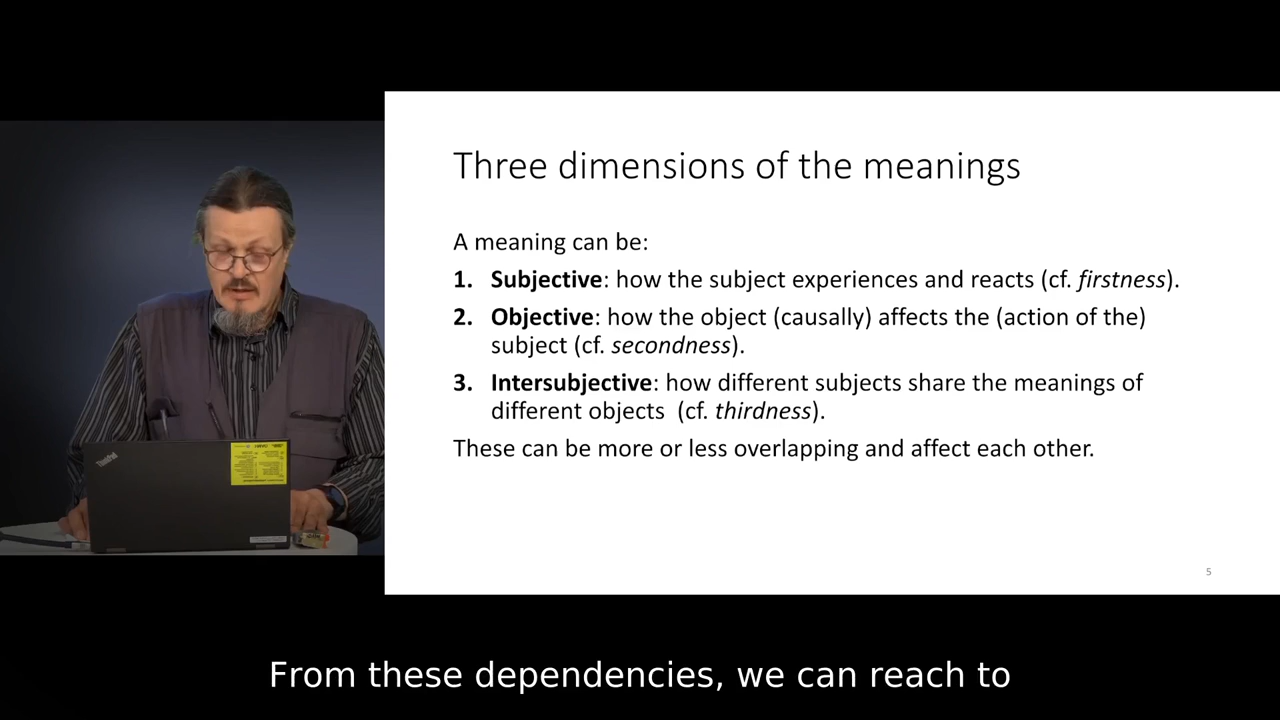 Three dimensions of the meanings
A meaning can be:
1. Subjective: how the subject experiences and reacts (cf. firstness).
2. Objective: how the object (causally) affects the (action of the)
subject (cf. secondness).
3. Intersubjective: how different subjects share the meanings of
different objects (cf. thirdness).
These can be more or less overlapping and affect each other.
5
ThinkPad
From these dependencies, we can reach to